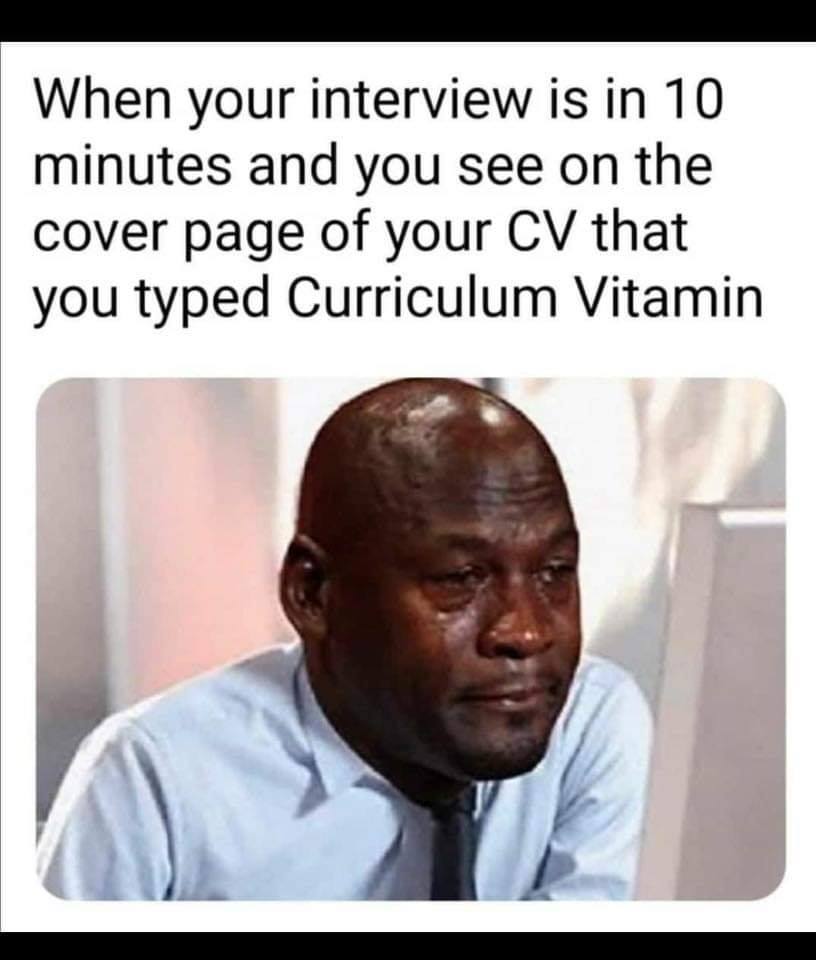 When your interview is in 10
minutes and you see on the
cover page of your CV that
you typed Curriculum Vitamin